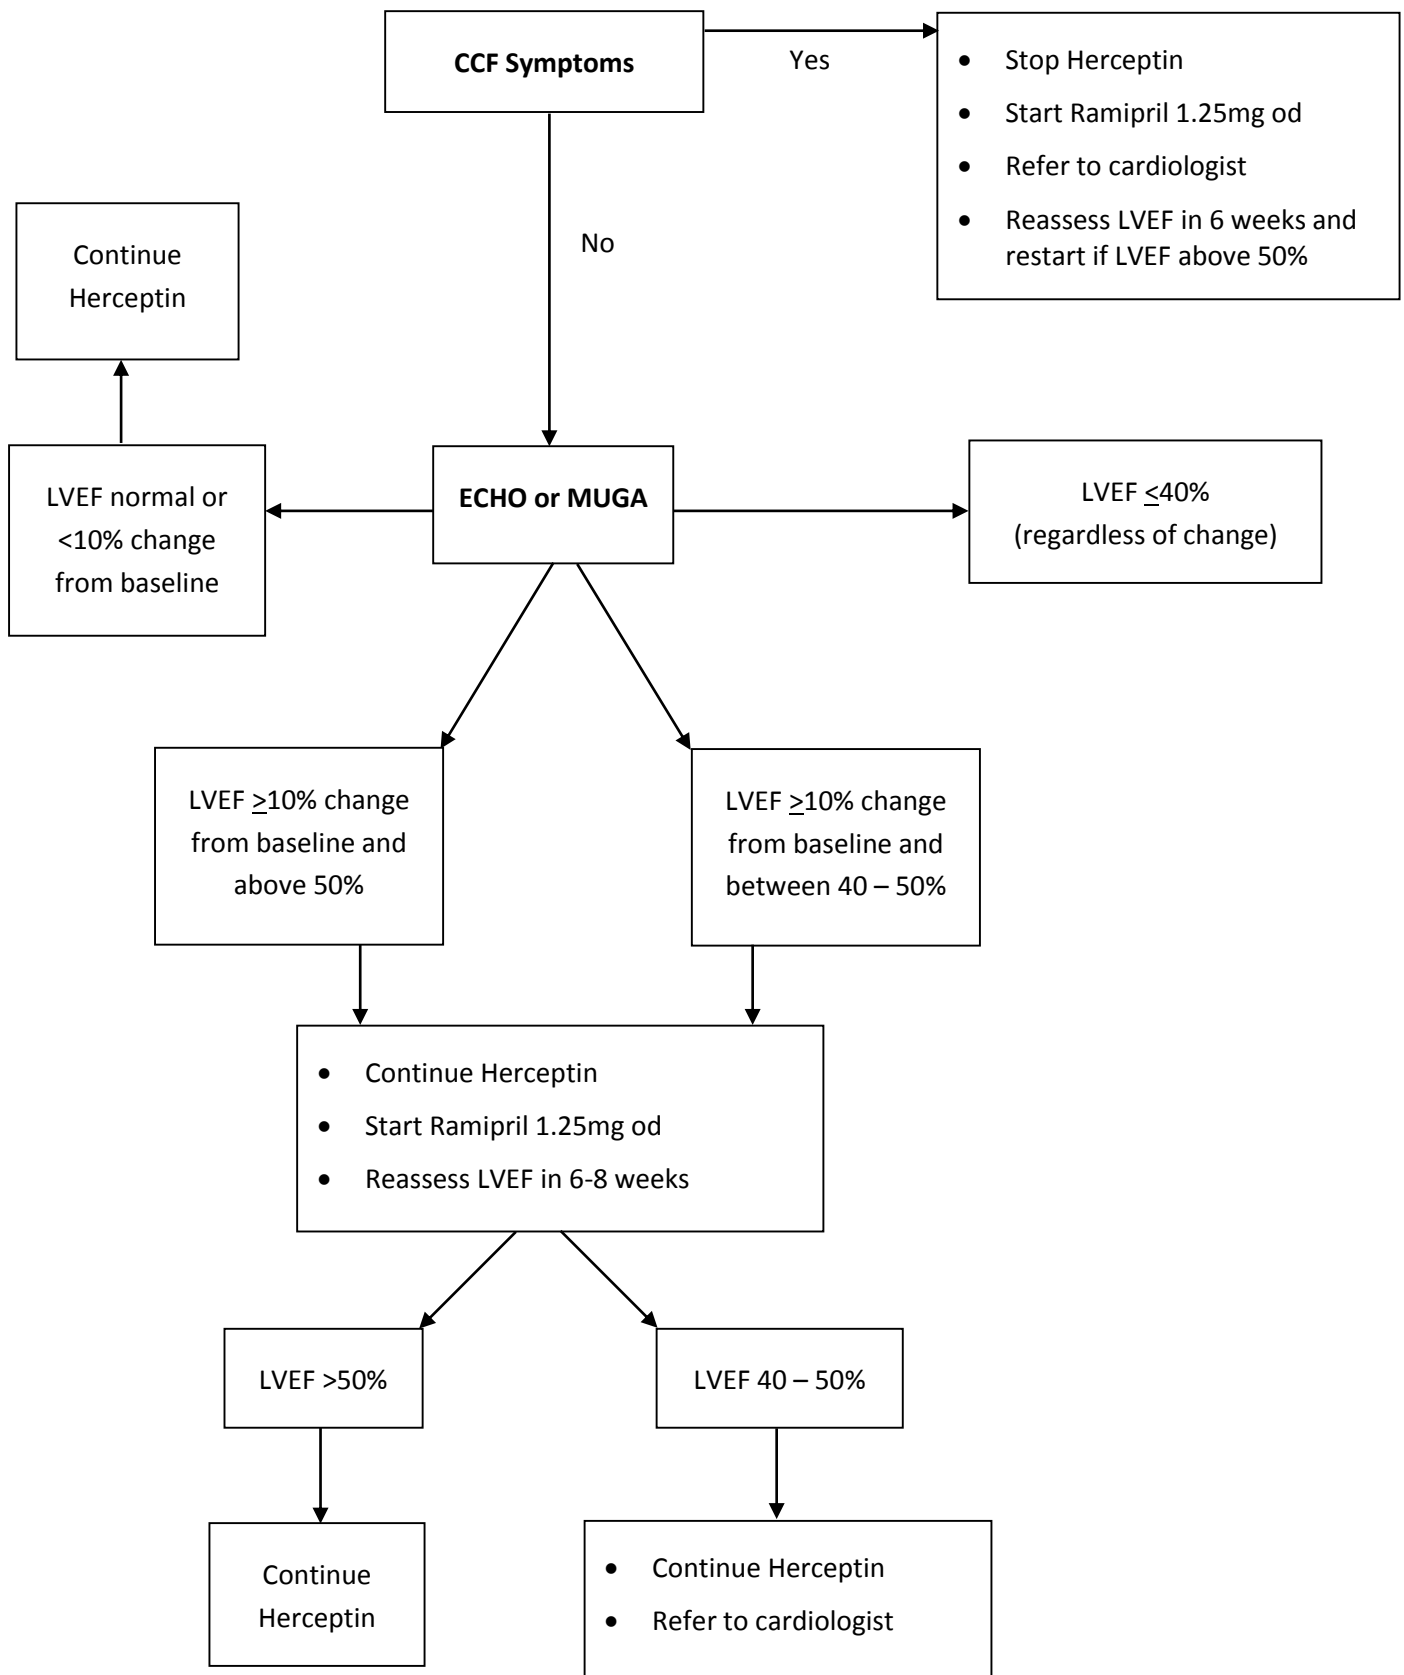 CCF Symptoms
Yes
• Stop Herceptin
• Start Ramipril 1.25mg od
• Refer to cardiologist
• Reassess LVEF in 6 weeks and
restart if LVEF above 50%
No
Continue
Herceptin
LVEF normal or
<10% change
from baseline
ECHO or MUGA
LVEF ≤40%
(regardless of change)
LVEF ≥10% change
from baseline and
above 50%
LVEF ≥10% change
from baseline and
between 40 – 50%
• Continue Herceptin
• Start Ramipril 1.25mg od
• Reassess LVEF in 6-8 weeks
LVEF >50%
LVEF 40 – 50%
Continue
Herceptin
• Continue Herceptin
• Refer to cardiologist